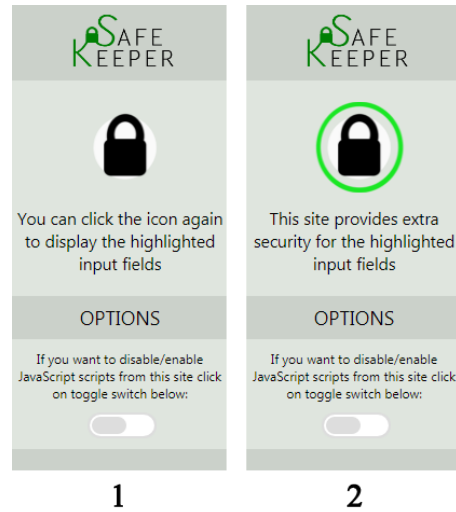 SAFE
KEEPER
You can click the icon again
to display the highlighted
input fields
OPTIONS
If you want to disable/enable
JavaScript scripts from this site click
on toggle switch below:
1
SAFE
KEEPER
This site provides extra
security for the highlighted
input fields
OPTIONS
If you want to disable/enable
JavaScript scripts from this site click
on toggle switch below:
2